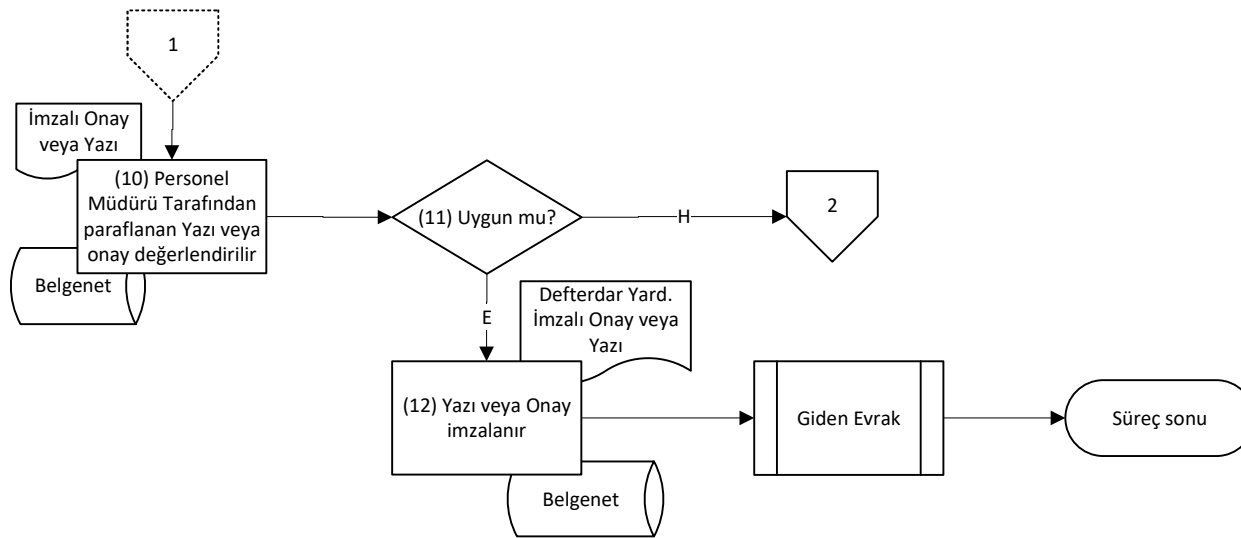 1
İmzalı Onay
veya Yazı
(10) Personel
Müdürü Tarafından
paraflanan Yazı veya
onay değerlendirilir
Belgenet
(11) Uygun mu?
H
2
E
Defterdar Yard.
İmzalı Onay veya
Yazı
(12) Yazı veya Onay
imzalanır
Belgenet
Giden Evrak
Süreç sonu